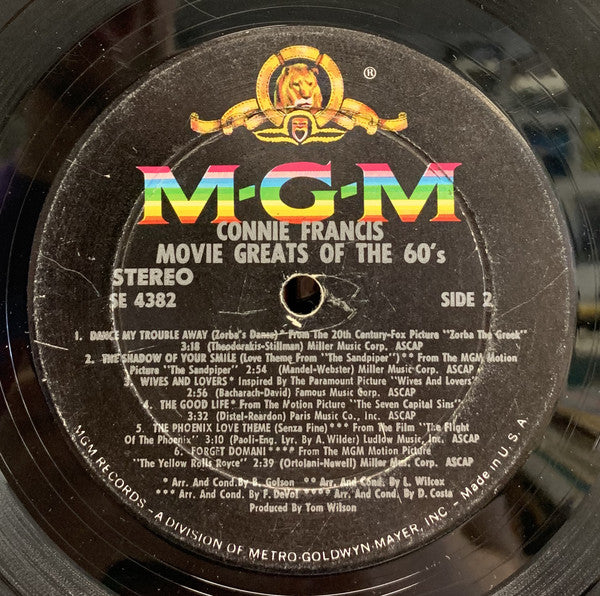 ®
M-G-M
CONNIE FRANCIS
MOVIE GREATS OF THE 60's
STEREO
SE 4382 SIDE 2
1. DANCE MY TROUBLE AWAY (Zorba's Dance) * From The 20th Century-Fox Picture "Zorba The Greek"
3:18 (Theodorakis-Stillman) Miller Music Corp. ASCAP
2. THE SHADOW OF YOUR SMILE (Love Theme From "The Sandpiper") ** From The MGM Motion
Picture "The Sandpiper" 2:54 (Mandel-Webster) Miller Music Corp. ASCAP
3. WIVES AND LOVERS * Inspired By The Paramount Picture "Wives And Lovers"
2:56 (Bacharach-David) Famous Music Corp. ASCAP
4. THE GOOD LIFE * From The Motion Picture "The Seven Capital Sins"
3:32 (Distel-Reardon) Paris Music Co., Inc. ASCAP
5. THE PHOENIX LOVE THEME (Senza Fine) *** From The Film "The Flight
Of The Phoenix" 3:10 (Paoli-Eng. Lyr. By A. Wilder) Ludlow Music, Inc. ASCAP
6. FORGET DOMANI **** From The MGM Motion Picture
"The Yellow Rolls Royce" 2:39 (Ortolani-Newell) Miller Mus. Corp. ASCAP
* Arr. And Cond. By B. Golson ** Arr. And Cond. By L. Wilcox
*** Arr. And Cond. By F. DeVol **** Arr. And Cond. By D. Costa
Produced By Tom Wilson
MGM RECORDS - A DIVISION OF METRO-GOLDWYN-MAYER, INC - Made in U.S.A.